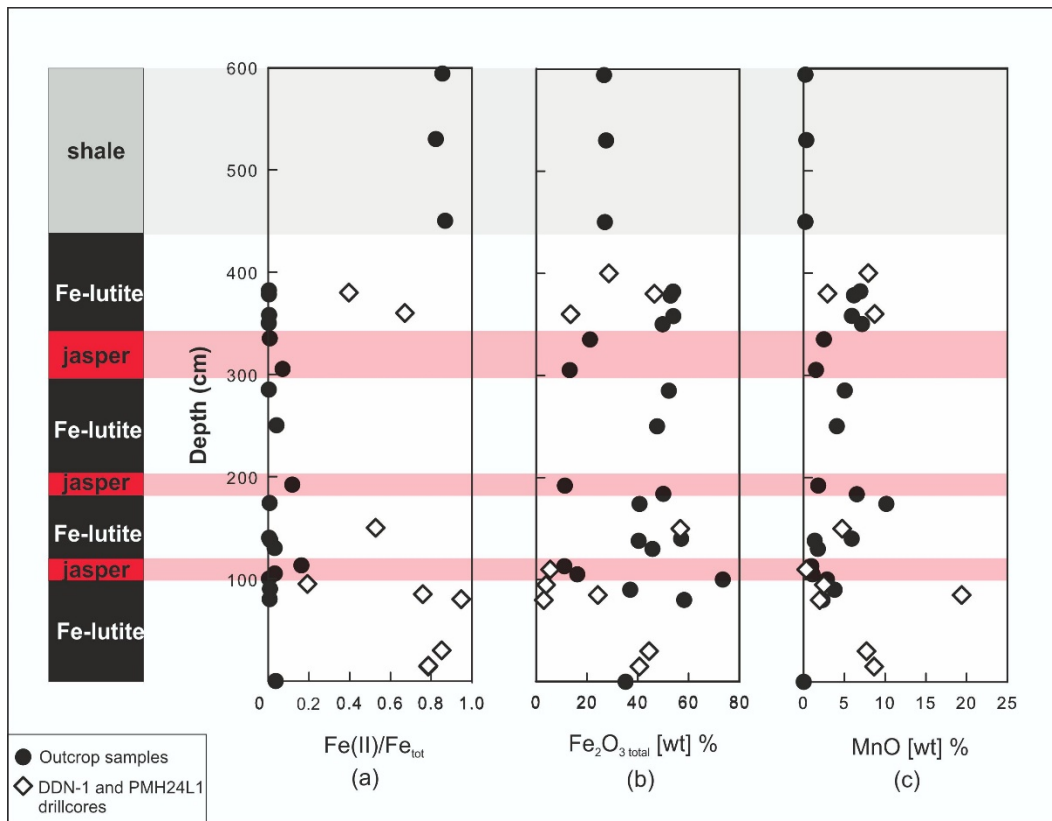 600
shale
500
400
Fe-lutite
jasper
300
Depth (cm)
Fe-lutite
200
jasper
Fe-lutite
jasper
100
Fe-lutite
0 0.2 0.4 0.6 0.8 1.0
0 20 40 60 80
0 5 10 15 20 25
Fe(II)/Fetot
Fe2O3 total [wt] %
MnO [wt] %
(a)
(b)
(c)
Outcrop samples
DDN-1 and PMH24L1
drillcores